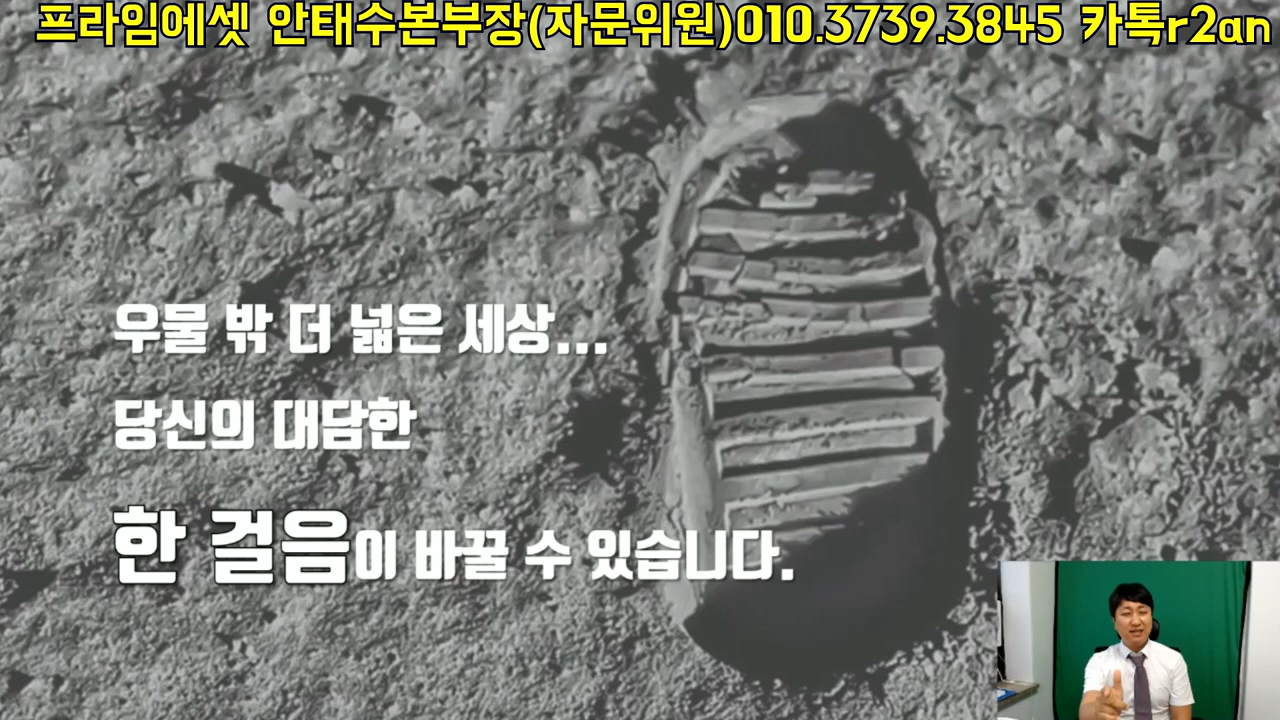 프라임에셋 안태수본부장(자문위원)010.3739.3845 카톡r2an
우물 밖 더 넓은 세상...
당신의 대담한
한 걸음이 바꿀 수 있습니다.